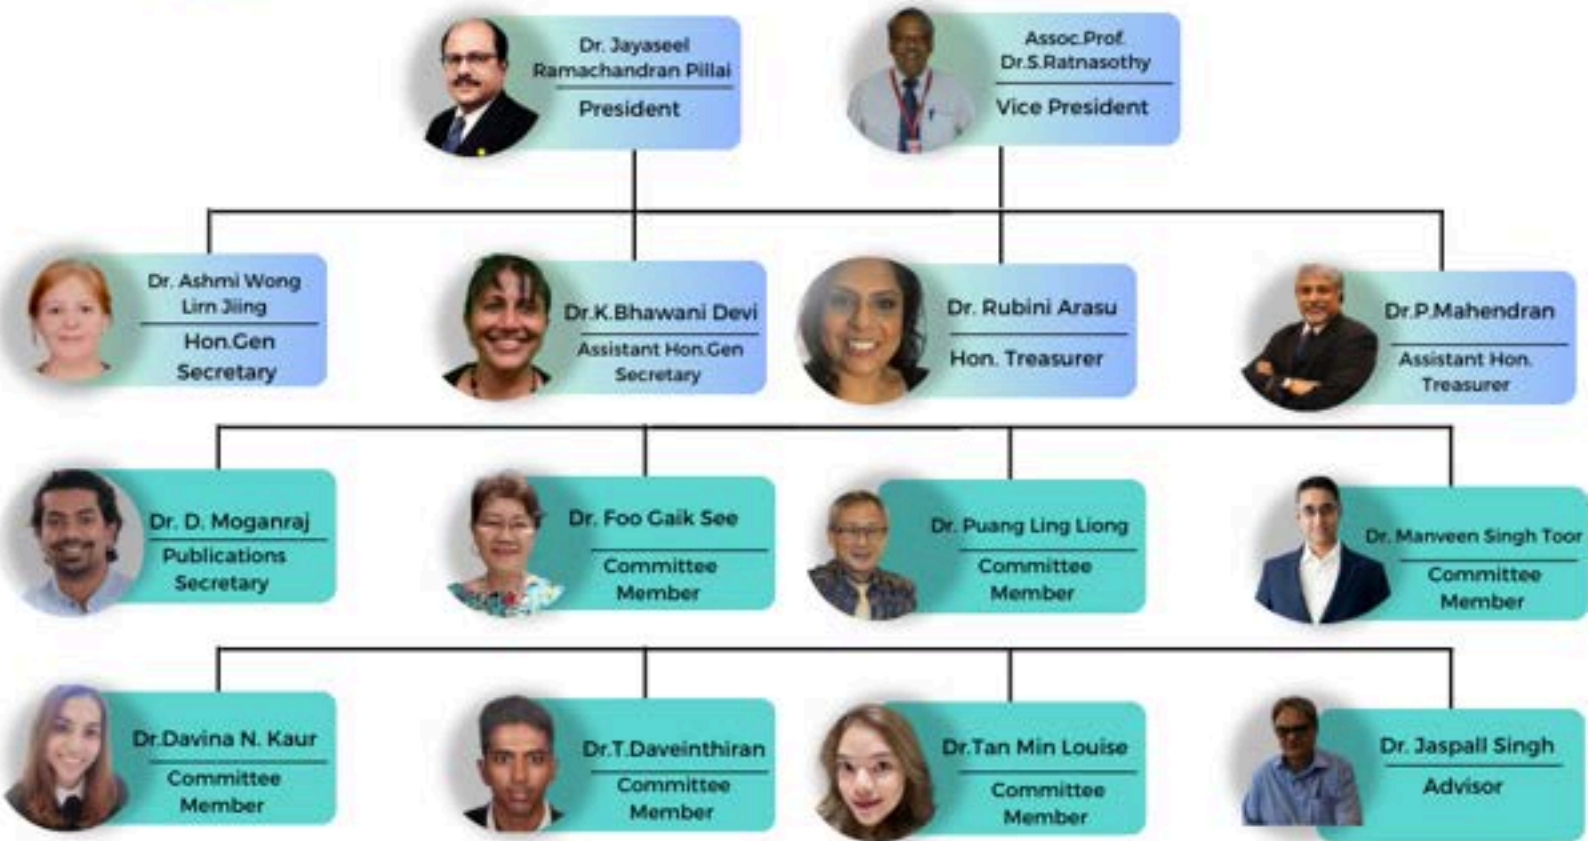 Dr. Jayaseel
Ramachandran Pillai
President
Assoc.Prof.
Dr.S.Ratnasothy
Vice President
Dr. Ashmi Wong
Lirn Jiing
Hon.Gen
Secretary
Dr.K.Bhawani Devi
Assistant Hon.Gen
Secretary
Dr. Rubini Arasu
Hon. Treasurer
Dr.P.Mahendran
Assistant Hon.
Treasurer
Dr. D. Moganraj
Publications
Secretary
Dr. Foo Gaik See
Committee
Member
Dr. Puang Ling Liong
Committee
Member
Dr. Manveen Singh Toor
Committee
Member
Dr.Davina N. Kaur
Committee
Member
Dr.T.Daveinthiran
Committee
Member
Dr.Tan Min Louise
Committee
Member
Dr. Jaspall Singh
Advisor